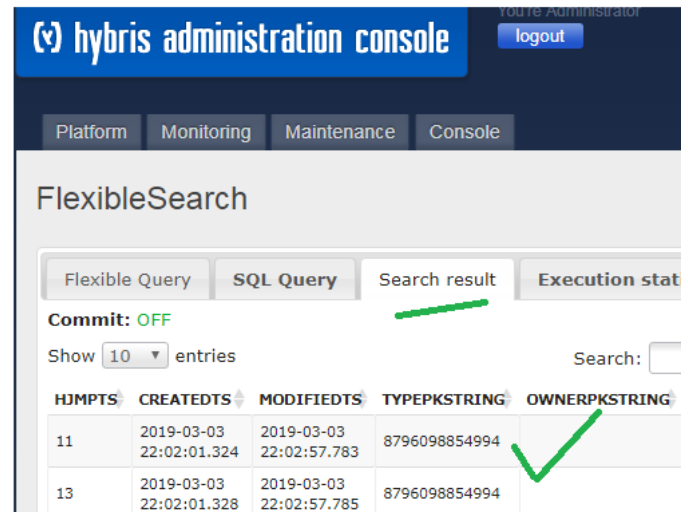 You're Administrator
(y) hybris administration console
logout
Platform Monitoring Maintenance Console
FlexibleSearch
Flexible Query SQL Query Search result Execution stat
Commit: OFF
Show 10 entries
Search:
HJMPTS CREATEDTS MODIFIEDTS TYPEPKSTRING OWNERPKSTRING
11 2019-03-03 22:02:01.324 2019-03-03 22:02:57.783 8796098854994
13 2019-03-03 22:02:01.328 2019-03-03 22:02:57.785 8796098854994